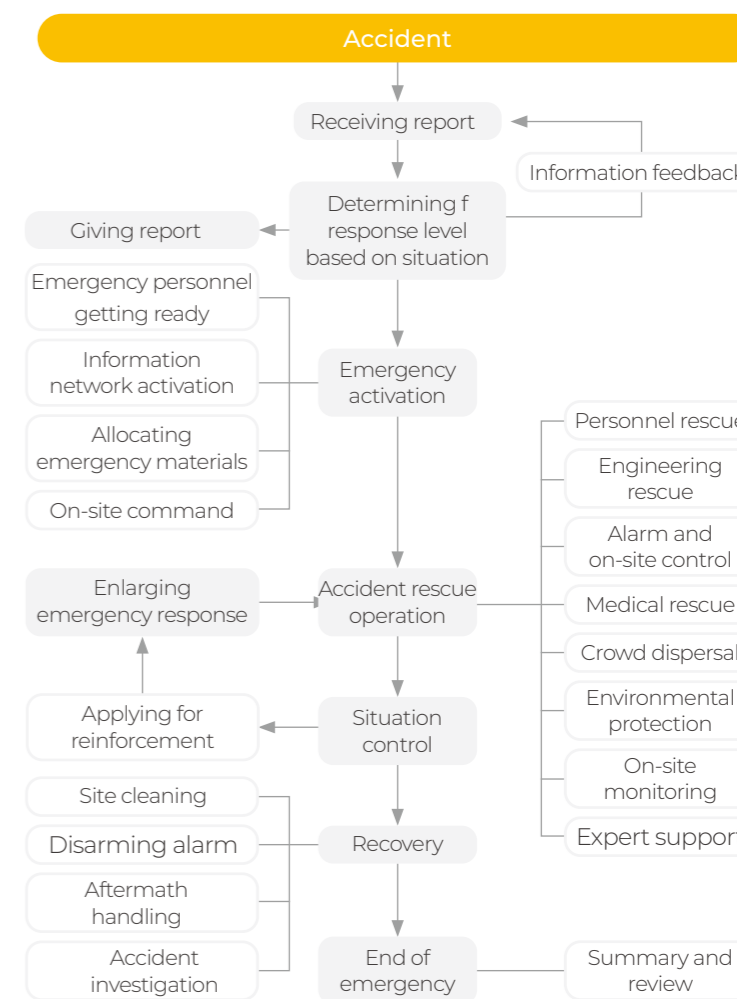 Accident
Receiving report
Information feedback
Determining f
response level
based on situation
Giving report
Emergency personnel
getting ready
Information
network activation
Allocating
emergency materials
On-site command
Emergency
activation
Personnel rescue
Engineering
rescue
Alarm and
on-site control
Medical rescue
Crowd dispersal
Environmental
protection
On-site
monitoring
Expert support
Enlarging
emergency response
Accident rescue
operation
Applying for
reinforcement
Situation
control
Site cleaning
Disarming alarm
Aftermath
handling
Accident
investigation
Recovery
End of
emergency
Summary and
review